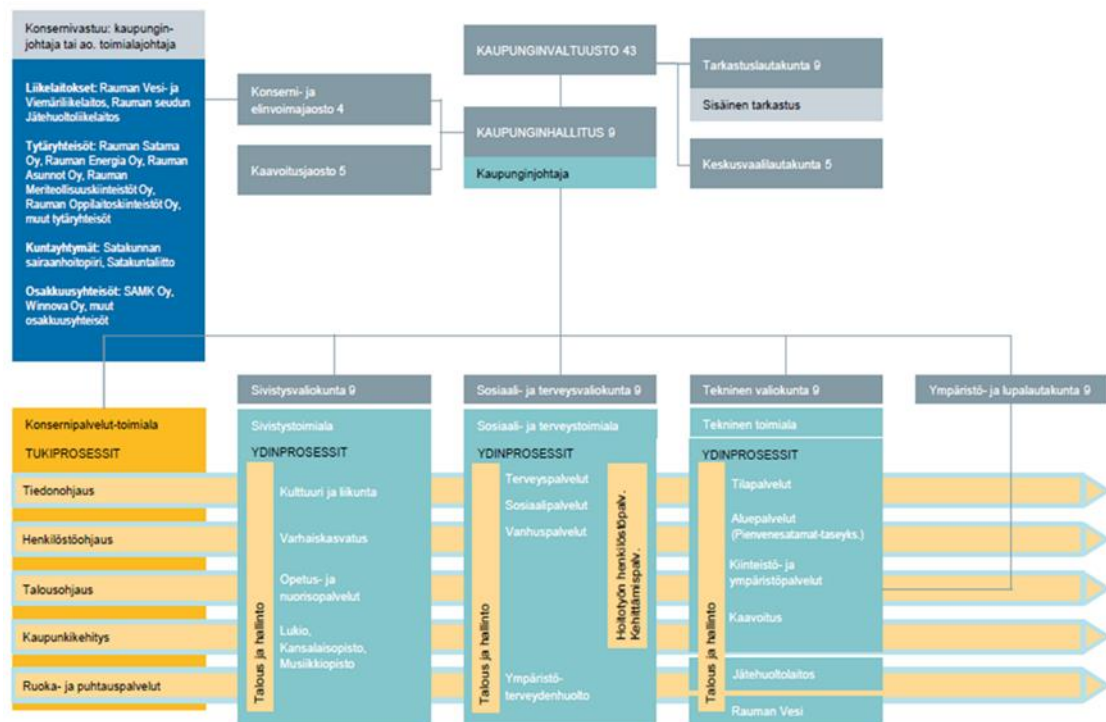 Konsernivastuu: kaupungin-
johtaja tai ao. toimialajohtaja
Liikelaitokset: Rauman Vesi- ja
Viemäriliikelaitos, Rauman seudun
Jätehuoltoliikelaitos
Tytäryhteisöt: Rauman Satama
Oy, Rauman Energia Oy, Rauman
Asunnot Oy, Rauman
Meriteollisuuskiinteistöt Oy,
Rauman Oppilaitoskiinteistöt Oy,
muut tytäryhteisöt
Kuntayhtymät: Satakunnan
sairaanhoitopiiri, Satakuntaliitto
Osakkuusyhteisöt: SAMK Oy,
Winnova Oy, muut
osakkuusyhteisöt
Konserni- ja
elinvoimajaosto 4
Kaavoitusjaosto 5
KAUPUNGINVALTUUSTO 43
KAUPUNGINHALLITUS 9
Kaupunginjohtaja
Tarkastuslautakunta 9
Sisäinen tarkastus
Keskusvaalilautakunta 5
Konsernipalvelut-toimiala
TUKIPROSESSIT
Tiedonohjaus
Henkilöstöohjaus
Talousohjaus
Kaupunkikehitys
Ruoka- ja puhtauspalvelut
Sivistysvaliokunta 9
Sivistystoimiala
YDINPROSESSIT
Talous ja hallinto
Kulttuuri ja liikunta
Varhaiskasvatus
Opetus- ja
nuorisopalvelut
Lukio,
Kansalaisopisto,
Musiikkiopisto
Sosiaali- ja terveysvaliokunta 9
Sosiaali- ja terveystoimiala
YDINPROSESSIT
Talous ja hallinto
Terveyspalvelut
Sosiaalipalvelut
Vanhuspalvelut
Ympäristö-
terveydenhuolto
Hoitotyön henkilöstöpalv.
Kehittämispalv.
Tekninen valiokunta 9
Tekninen toimiala
YDINPROSESSIT
Talous ja hallinto
Tilapalvelut
Aluepalvelut
(Pienvenesatamat-taseyks.)
Kiinteistö- ja
ympäristöpalvelut
Kaavoitus
Jätehuoltolaitos
Rauman Vesi
Ympäristö- ja lupalautakunta 9